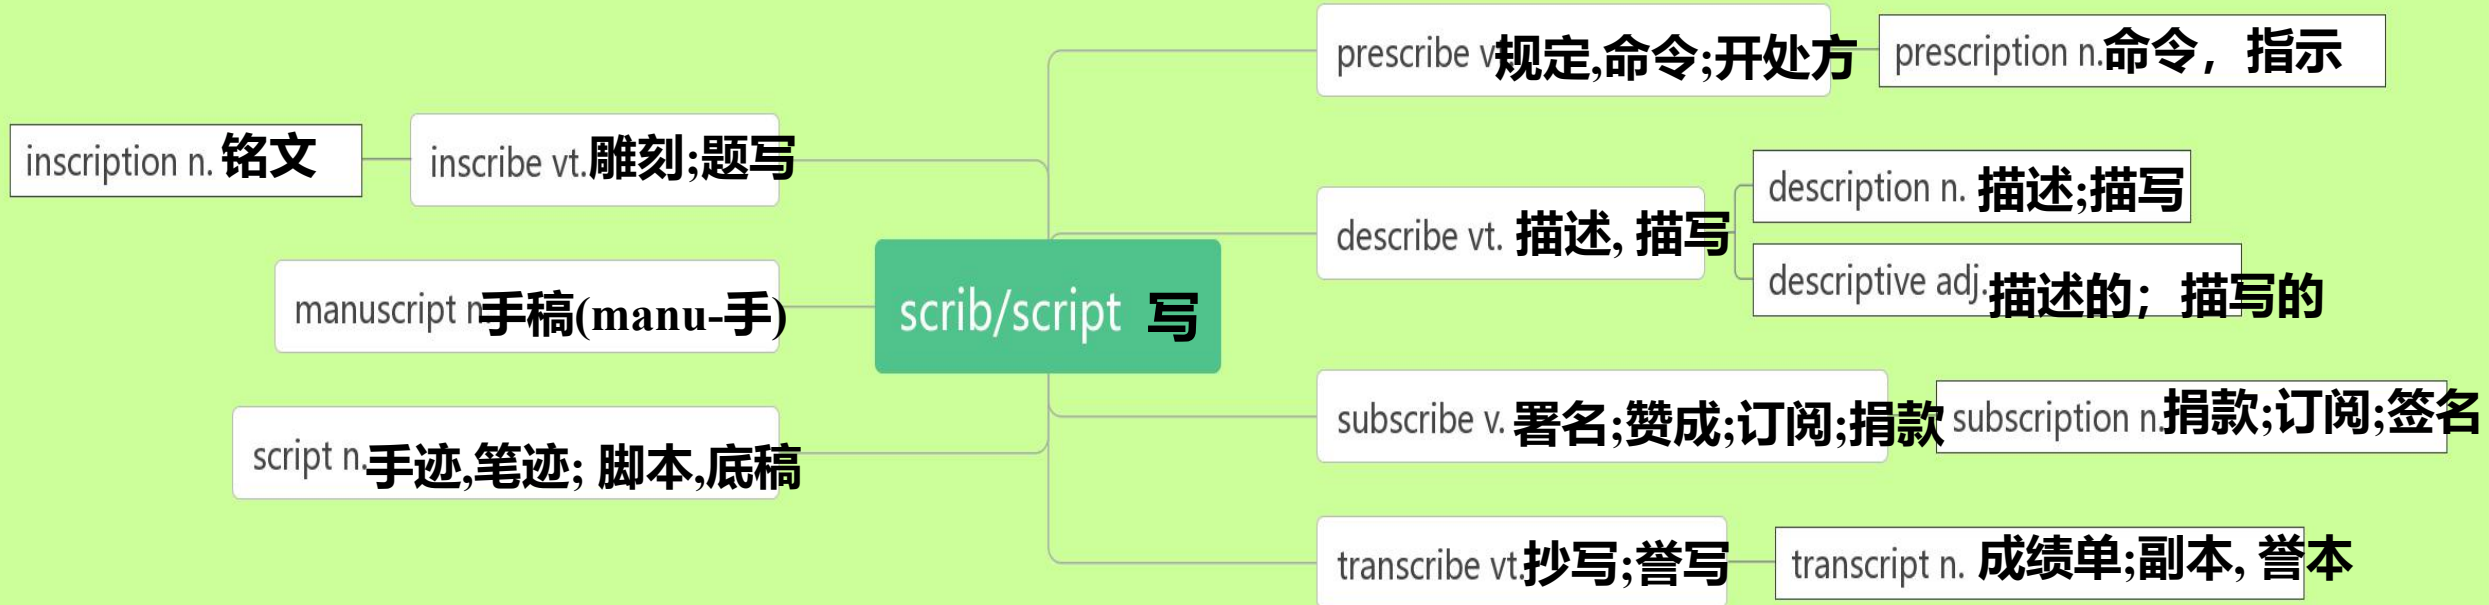 scrib/script 写
prescribe v规定,命令;开处方
prescription n.命令，指示
describe vt. 描述, 描写
description n. 描述;描写
descriptive adj.描述的；描写的
subscribe v. 署名;赞成;订阅;捐款
subscription n.捐款;订阅;签名
transcribe vt.抄写;誊写
transcript n. 成绩单;副本, 誊本
inscribe vt.雕刻;题写
inscription n. 铭文
manuscript n手稿(manu-手)
script n.手迹,笔迹; 脚本,底稿